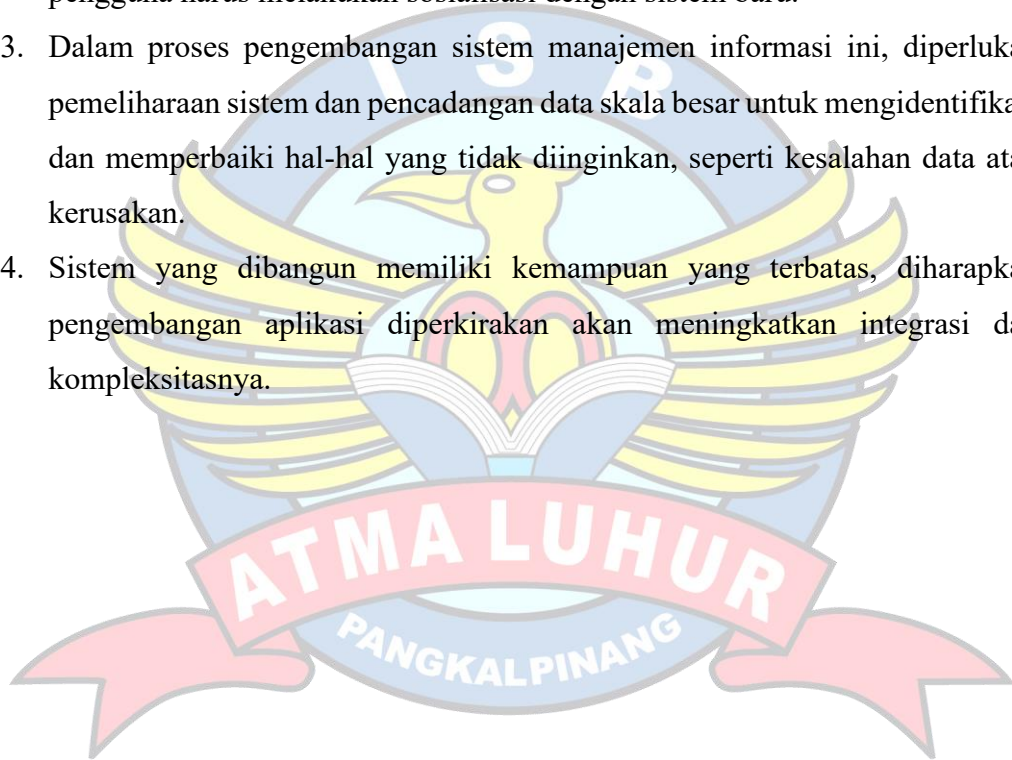 pengguna harus melakukan sosialisasi dengan sistem baru.
3. Dalam proses pengembangan sistem manajemen informasi ini, diperluka
pemeliharaan sistem dan pencadangan data skala besar untuk mengidentifika
dan memperbaiki hal-hal yang tidak diinginkan, seperti kesalahan data ata
kerusakan.
4. Sistem yang dibangun memiliki kemampuan yang terbatas, diharapka
pengembangan aplikasi diperkirakan akan meningkatkan integrasi da
kompleksitasnya.
I S B
ATMA LUHUR
PANGKALPINANG